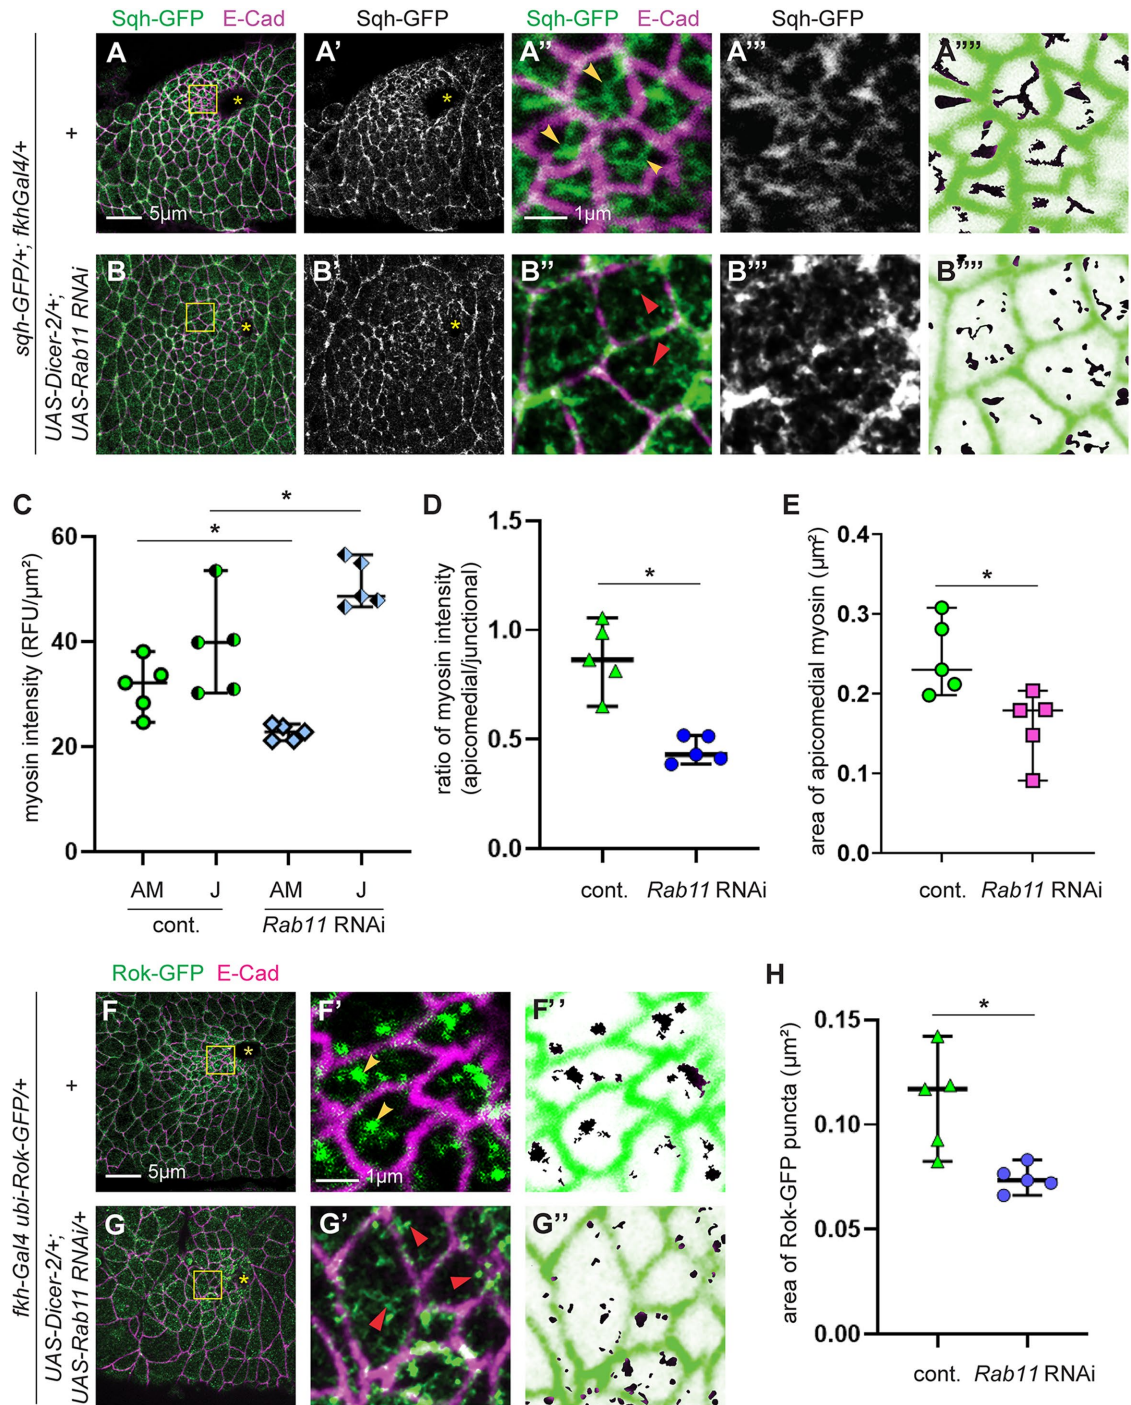 Sqh-GFP E-Cad Sqh-GFP Sqh-GFP E-Cad Sqh-GFP
sqh-GFP/+; fkhGal4/+
+
A A' A'' A''' A''''
* *
5µm 1µm
UAS-Dicer-2/+;
UAS-Rab11 RNAi
B B' B'' B''' B''''
* *
C
myosin intensity (RFU/µm²)
60
40
20
0
*
*
AM J AM J
cont. Rab11 RNAi
D
ratio of myosin intensity
(apicomedial/junctional)
1.5
1.0
0.5
0.0
*
cont. Rab11 RNAi
E
area of apicomedial myosin (µm²)
0.4
0.3
0.2
0.1
0.0
*
cont. Rab11 RNAi
Rok-GFP E-Cad
fkh-Gal4 ubi-Rok-GFP/+
+
F F' F''
*
5µm 1µm
UAS-Dicer-2/+;
UAS-Rab11 RNAi/+
G G' G''
*
H
area of Rok-GFP puncta (µm²)
0.15
0.10
0.05
0.00
*
cont. Rab11 RNAi